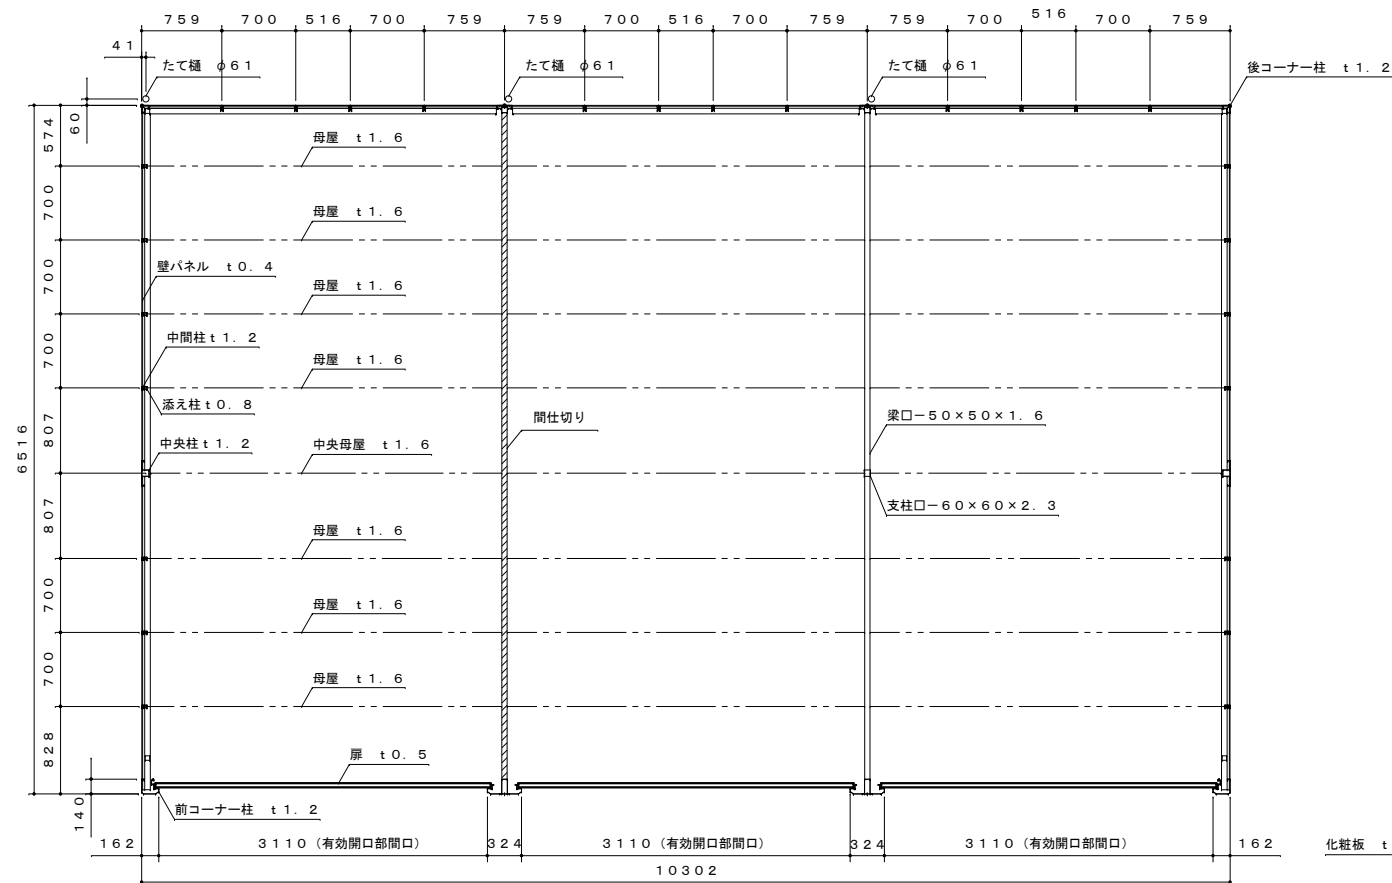 759 700 516 700 759 759 700 516 700 759 759 700 516 700 759
41
たて樋 φ61 たて樋 φ61 たて樋 φ61
後コーナー柱 t1.2
60
574
母屋 t1.6
700
母屋 t1.6
壁パネル t0.4
700
母屋 t1.6
中間柱t1.2
700
母屋 t1.6
添え柱t0.8
間仕切り
梁口−50×50×1.6
807
中央柱t1.2
中央母屋 t1.6
6516
支柱口−60×60×2.3
807
母屋 t1.6
700
母屋 t1.6
700
母屋 t1.6
828
扉 t0.5
140
前コーナー柱 t1.2
162 3110(有効開口部間口) 324 3110(有効開口部間口) 324 3110(有効開口部間口) 162
化粧板 t
10302